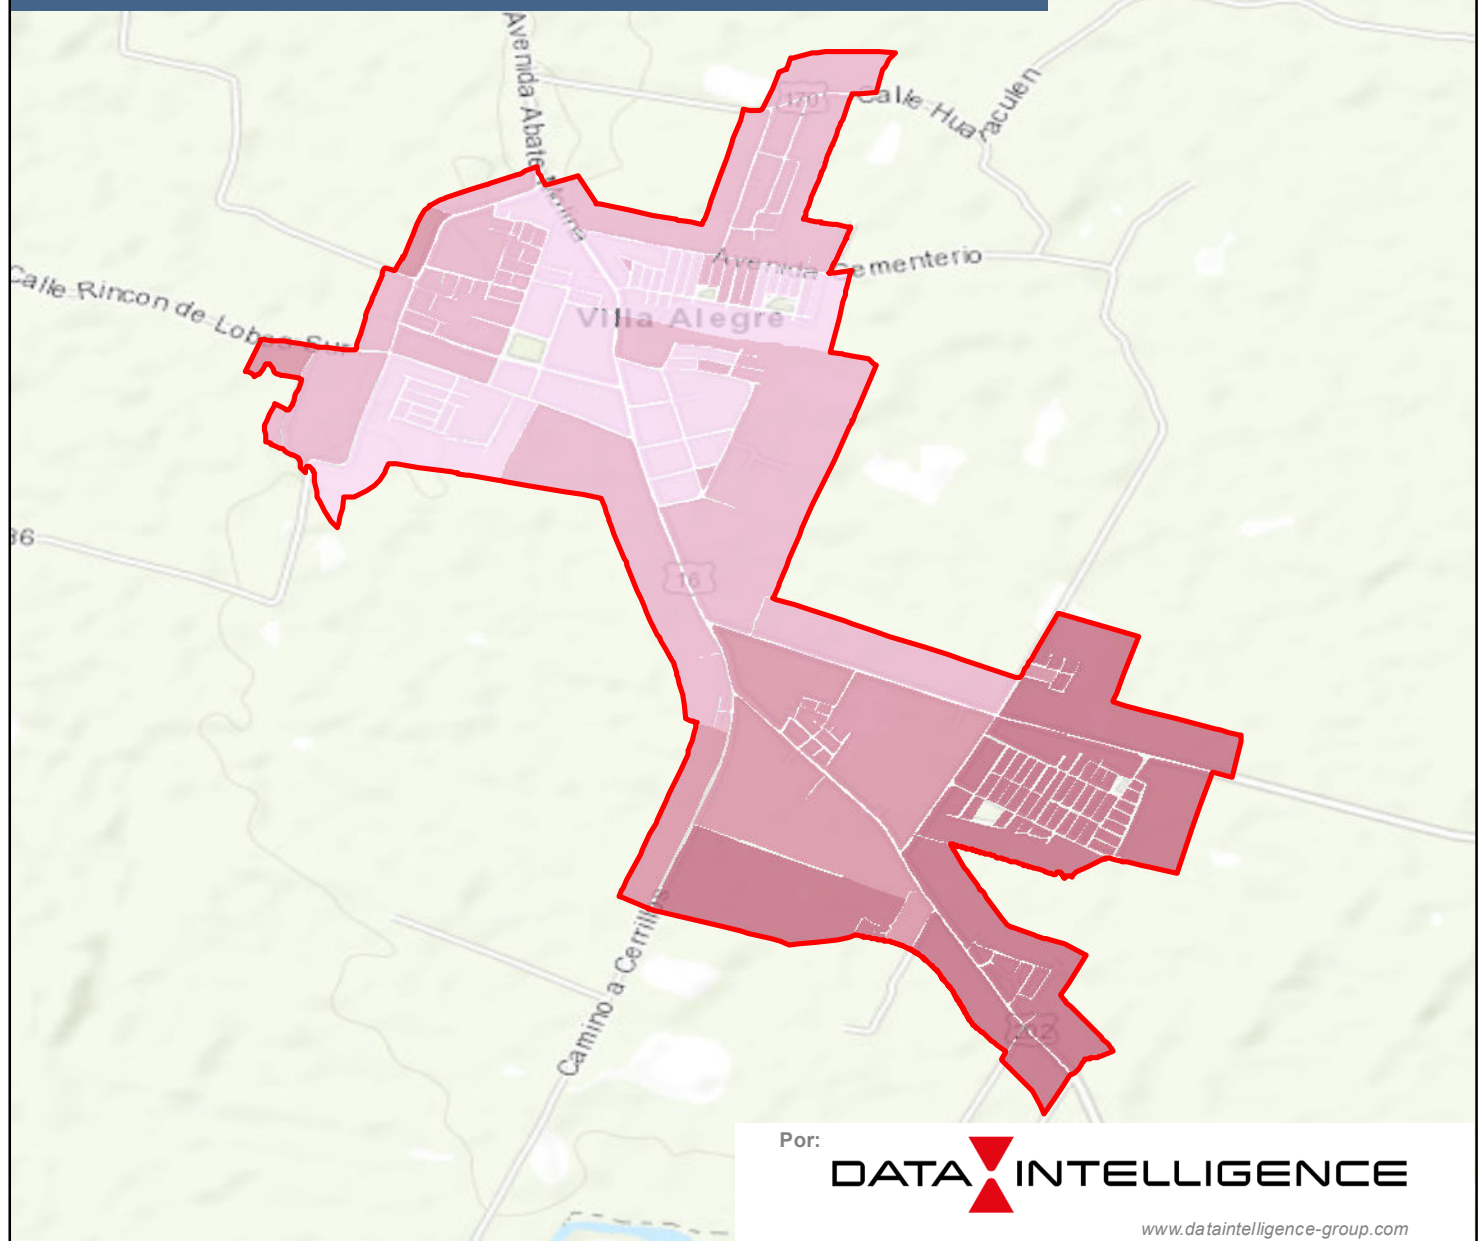 Avenida Abate Molina
170
Calle Huaraculen
Avenida Cementerio
Calle Rincon de Lobos Sur
Villa Alegre
36
16
Camino a Cerrillos
Por:
DATA INTELLIGENCE
www.dataintelligence-group.com